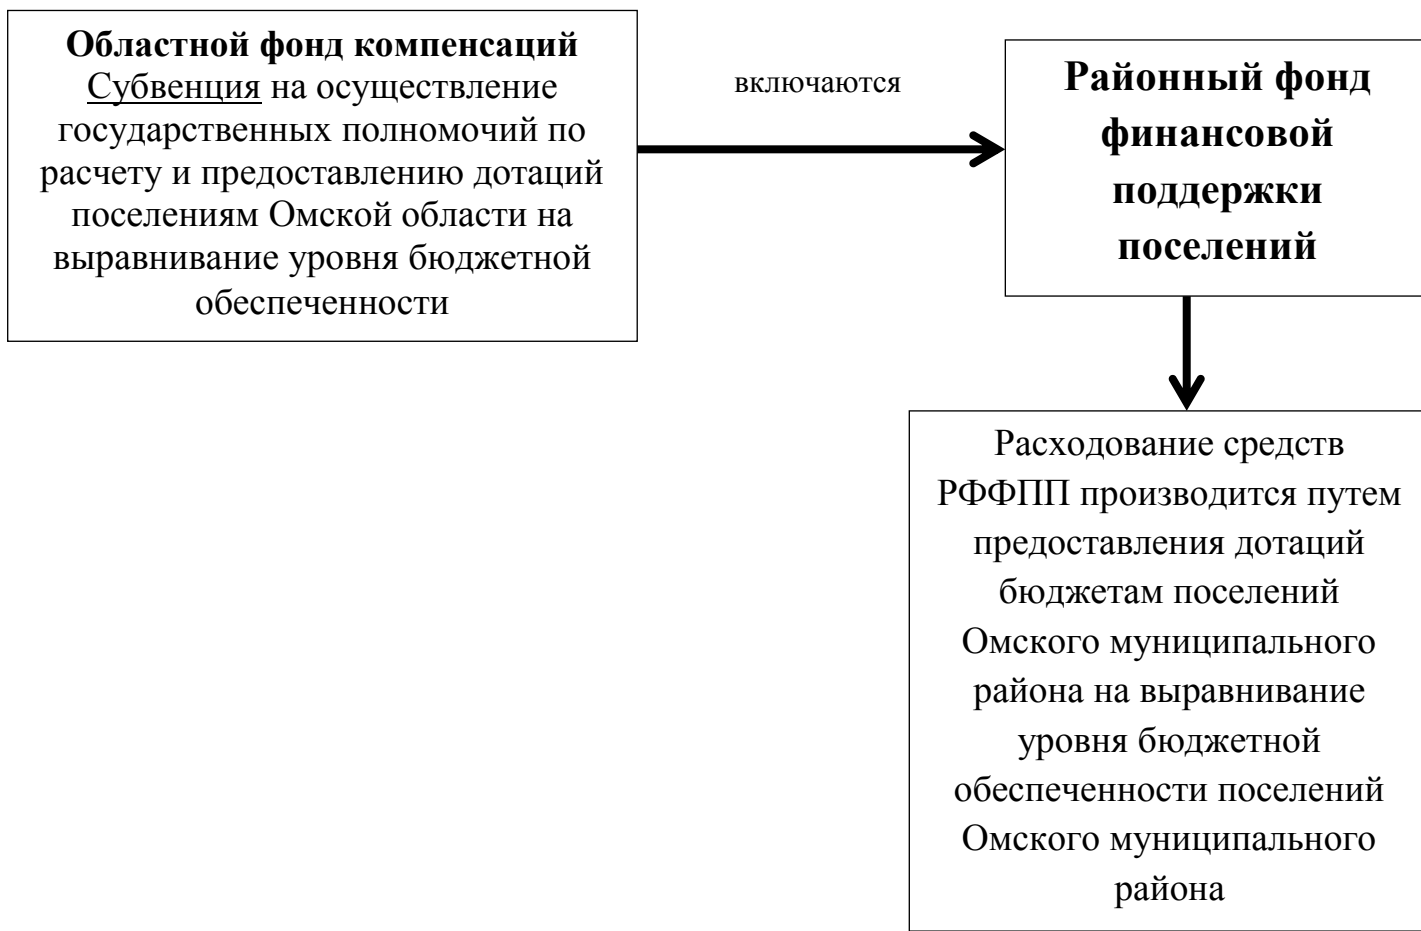 Областной фонд компенсаций
Субвенция на осуществление
государственных полномочий по
расчету и предоставлению дотаций
поселениям Омской области на
выравнивание уровня бюджетной
обеспеченности
включаются
Районный фонд
финансовой
поддержки
поселений
Расходование средств
РФФПП производится путем
предоставления дотаций
бюджетам поселений
Омского муниципального
района на выравнивание
уровня бюджетной
обеспеченности поселений
Омского муниципального
района